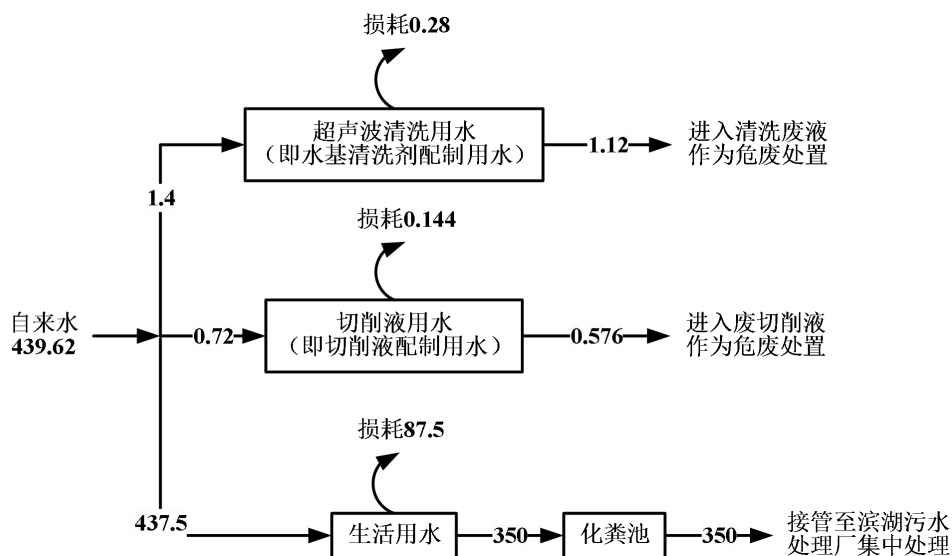 损耗0.28
超声波清洗用水
（即水基清洗剂配制用水）
1.12
进入清洗废液
作为危废处置
1.4
损耗0.144
自来水
439.62
0.72
切削液用水
（即切削液配制用水）
0.576
进入废切削液
作为危废处置
损耗87.5
437.5
生活用水
350
化粪池
350
接管至滨湖污水
处理厂集中处理